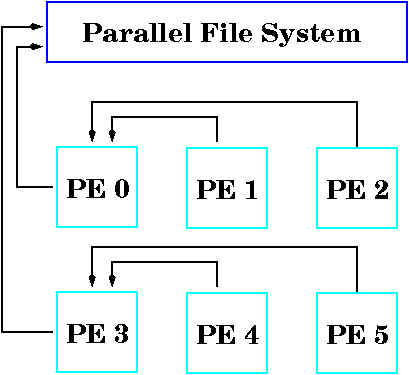 Parallel File System
PE 0 PE 1 PE 2
PE 3 PE 4 PE 5